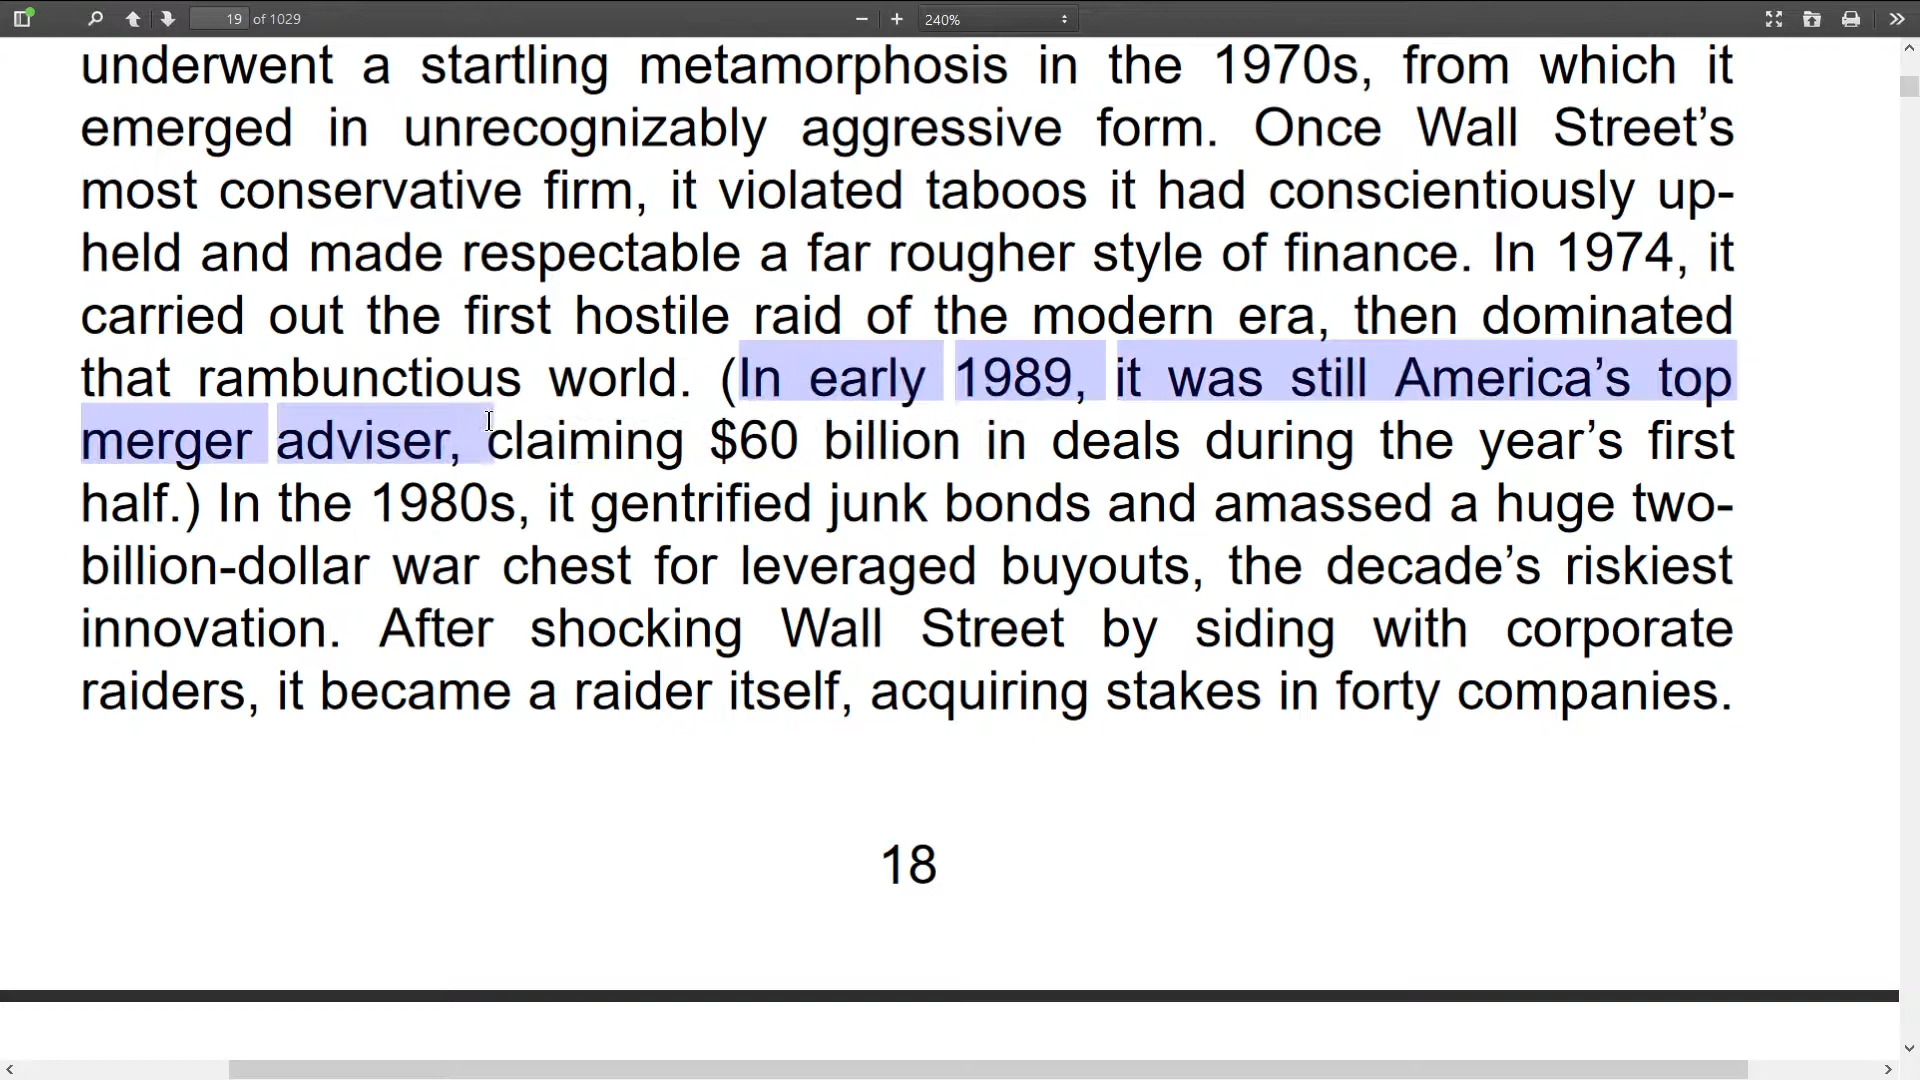 19 of 1029
240%
underwent a startling metamorphosis in the 1970s, from which it
emerged in unrecognizably aggressive form. Once Wall Street’s
most conservative firm, it violated taboos it had conscientiously up-
held and made respectable a far rougher style of finance. In 1974, it
carried out the first hostile raid of the modern era, then dominated
that rambunctious world. (In early 1989, it was still America’s top
merger adviser, claiming $60 billion in deals during the year’s first
half.) In the 1980s, it gentrified junk bonds and amassed a huge two-
billion-dollar war chest for leveraged buyouts, the decade’s riskiest
innovation. After shocking Wall Street by siding with corporate
raiders, it became a raider itself, acquiring stakes in forty companies.
18